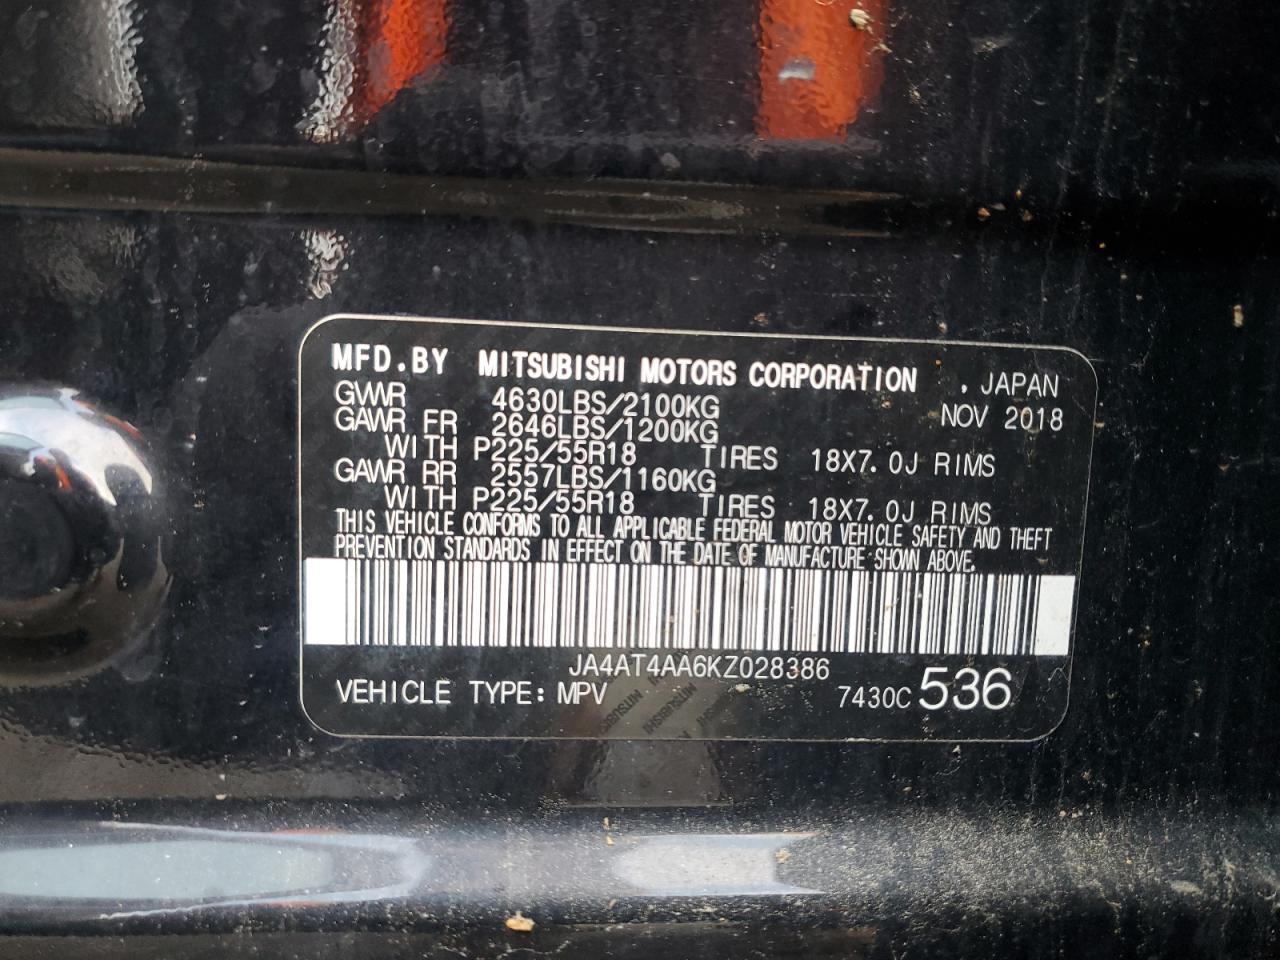 MFD.BY MITSUBISHI MOTORS CORPORATION . JAPAN
GVWR 4630LBS/2100KG NOV 2018
GAWR FR 2646LBS/1200KG
WITH P225/55R18 TIRES 18X7.0J RIMS
GAWR RR 2557LBS/1160KG
WITH P225/55R18 TIRES 18X7.0J RIMS
THIS VEHICLE CONFORMS TO ALL APPLICABLE FEDERAL MOTOR VEHICLE SAFETY AND THEFT
PREVENTION STANDARDS IN EFFECT ON THE DATE OF MANUFACTURE SHOWN ABOVE.
JA4AT4AA6KZ028386
VEHICLE TYPE: MPV 7430C 536
MITSUBISHI
MITSUBISHI